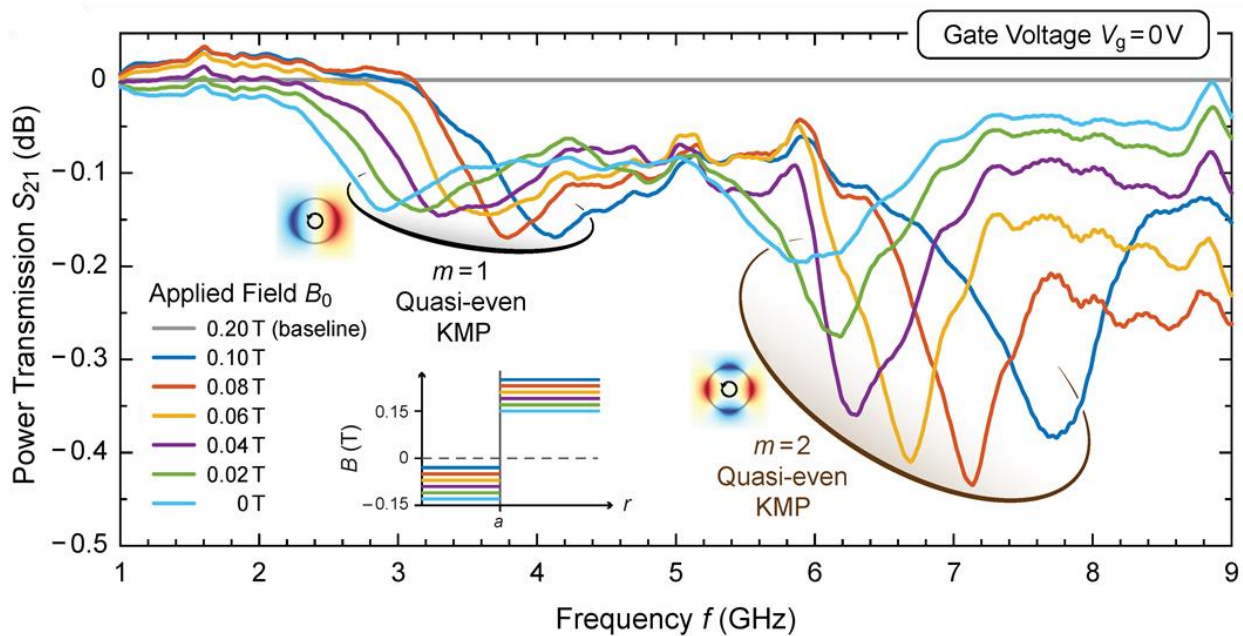 Gate Voltage V_g = 0 V
Power Transmission S_21 (dB)
0
−0.1
−0.2
−0.3
−0.4
−0.5
m = 1
Quasi-even
KMP
Applied Field B_0
0.20 T (baseline)
0.10 T
0.08 T
0.06 T
0.04 T
0.02 T
0 T
B (T)
0.15
0
−0.15
a
r
m = 2
Quasi-even
KMP
1 2 3 4 5 6 7 8 9
Frequency f (GHz)